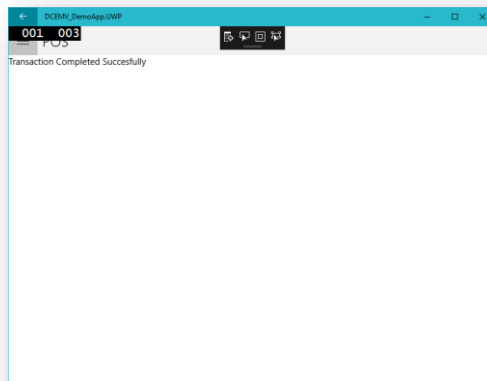 DCEMV_DemoApp.UWP
001 003
POS
Transaction Completed Succesfully